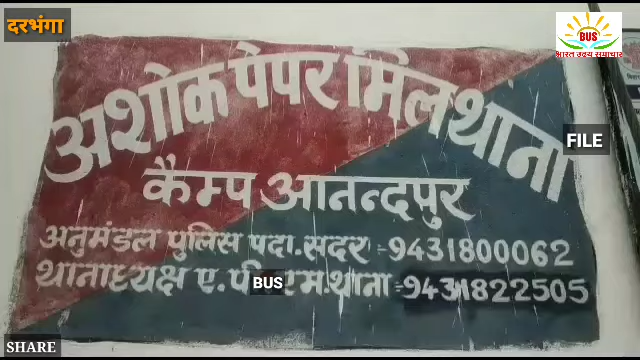 दरभंगा
BUS
भारत उदय समाचार
अशोक पेपर मिल थाना
FILE
कैम्प आनन्दपुर
अनुमंडल पुलिस पदा. सदर :- 9431800062
थानाध्यक्ष ए. पी. एम. थाना :- 9431822505
BUS
SHARE